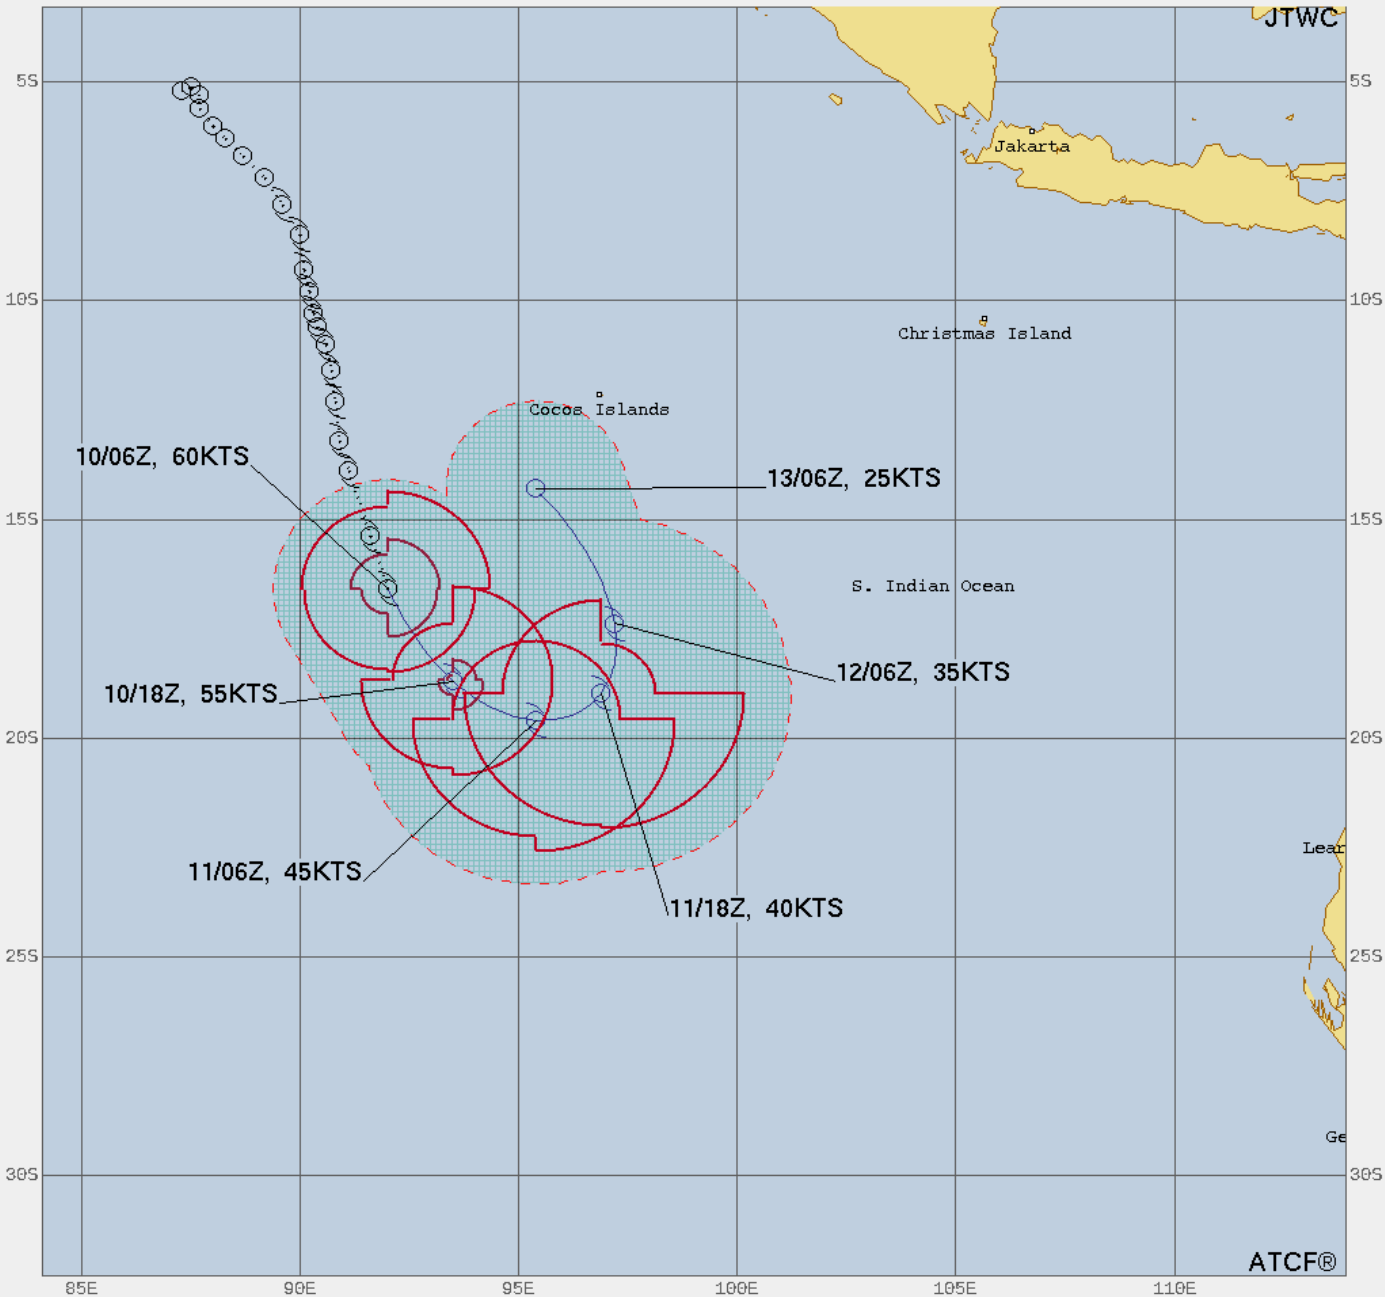 JTWC
5S
5S
Jakarta
10S
10S
Christmas Island
Cocos Islands
10/06Z, 60KTS
13/06Z, 25KTS
15S
15S
S. Indian Ocean
12/06Z, 35KTS
10/18Z, 55KTS
20S
20S
Lear
11/06Z, 45KTS
11/18Z, 40KTS
25S
25S
Ge
30S
30S
ATCF®
85E
90E
95E
100E
105E
110E